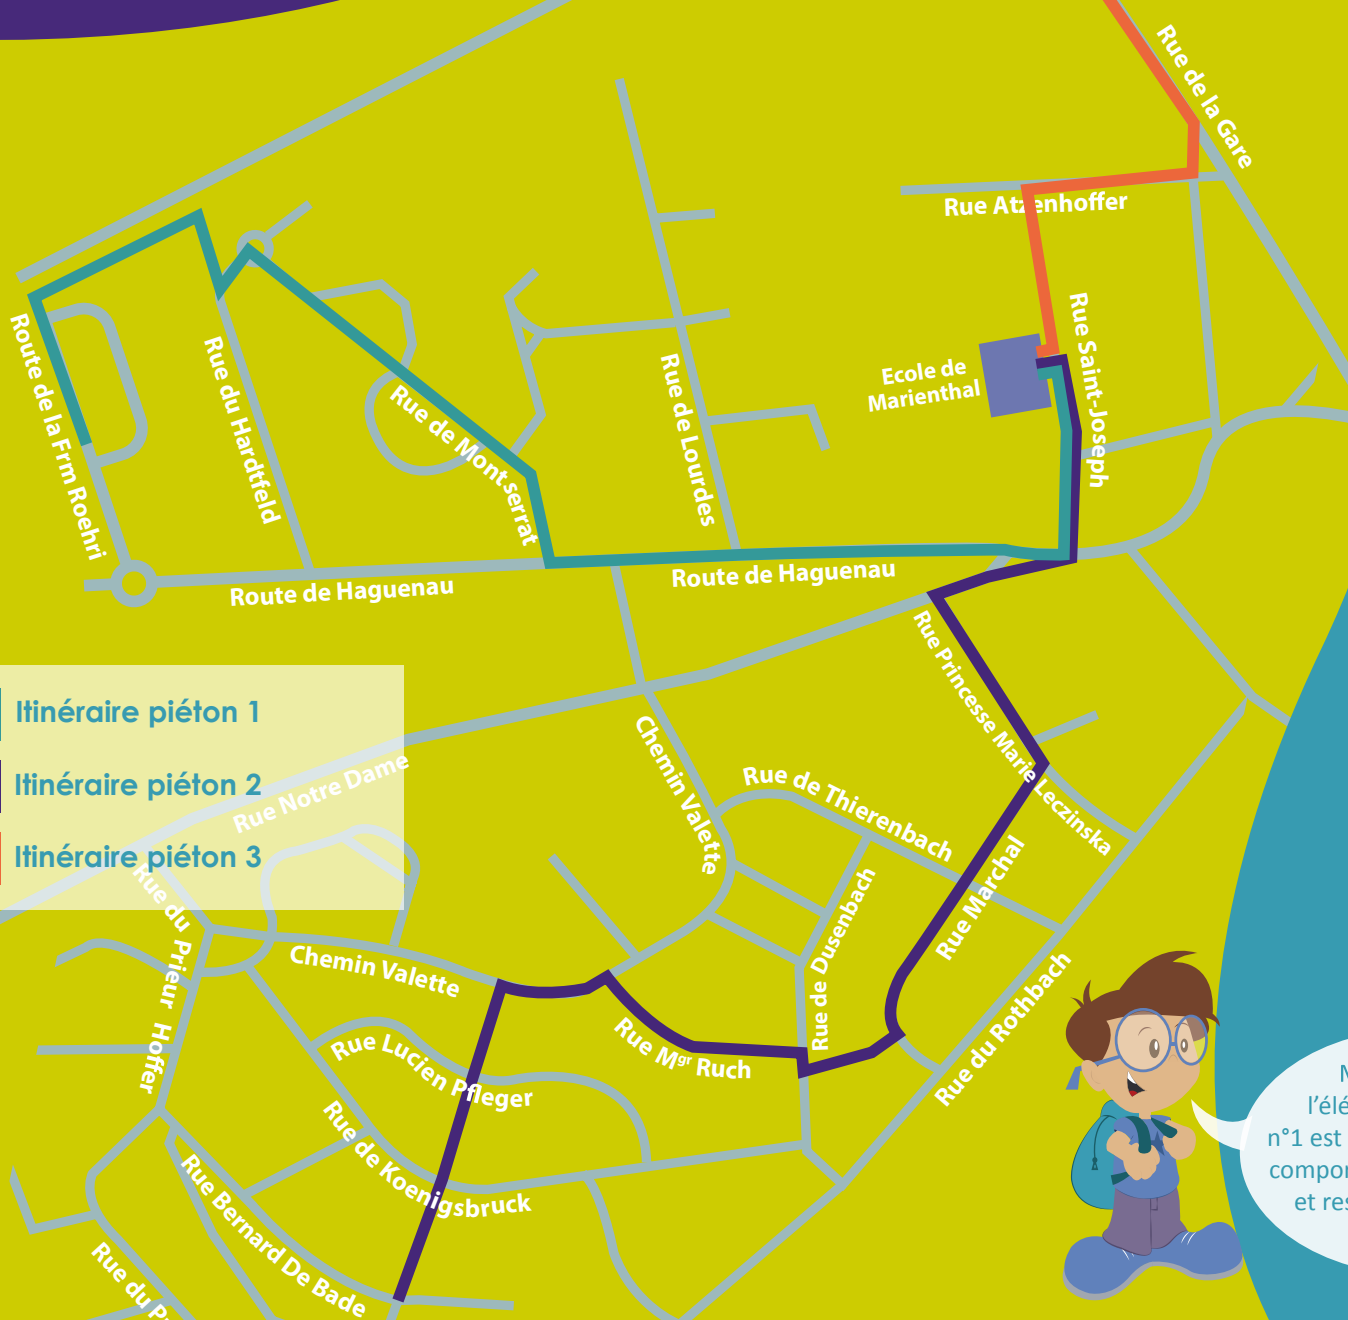 Rue de la Gare
Rue Atzenhoffer
Rue Saint-Joseph
Ecole de
Marienthal
Route de la Frm Roehri
Rue du Hardtfeld
Rue de Mont serrat
Rue de Lourdes
Route de Haguenau
Route de Haguenau
Rue Princesse Marie Leczinska
Itinéraire piéton 1
Itinéraire piéton 2
Itinéraire piéton 3
Rue Notre Dame
Chemin Valette
Rue de Thierenbach
Rue Marchal
Rue de Dusenbach
Rue du Prieur Hoffer
Chemin Valette
Rue Lucien Pfleger
Rue Mgr Ruch
Rue du Rothbach
Rue de Koenigsbruck
Rue Bernard De Bade
Rue du P
M
l'élé
n°1 est
compor
et res